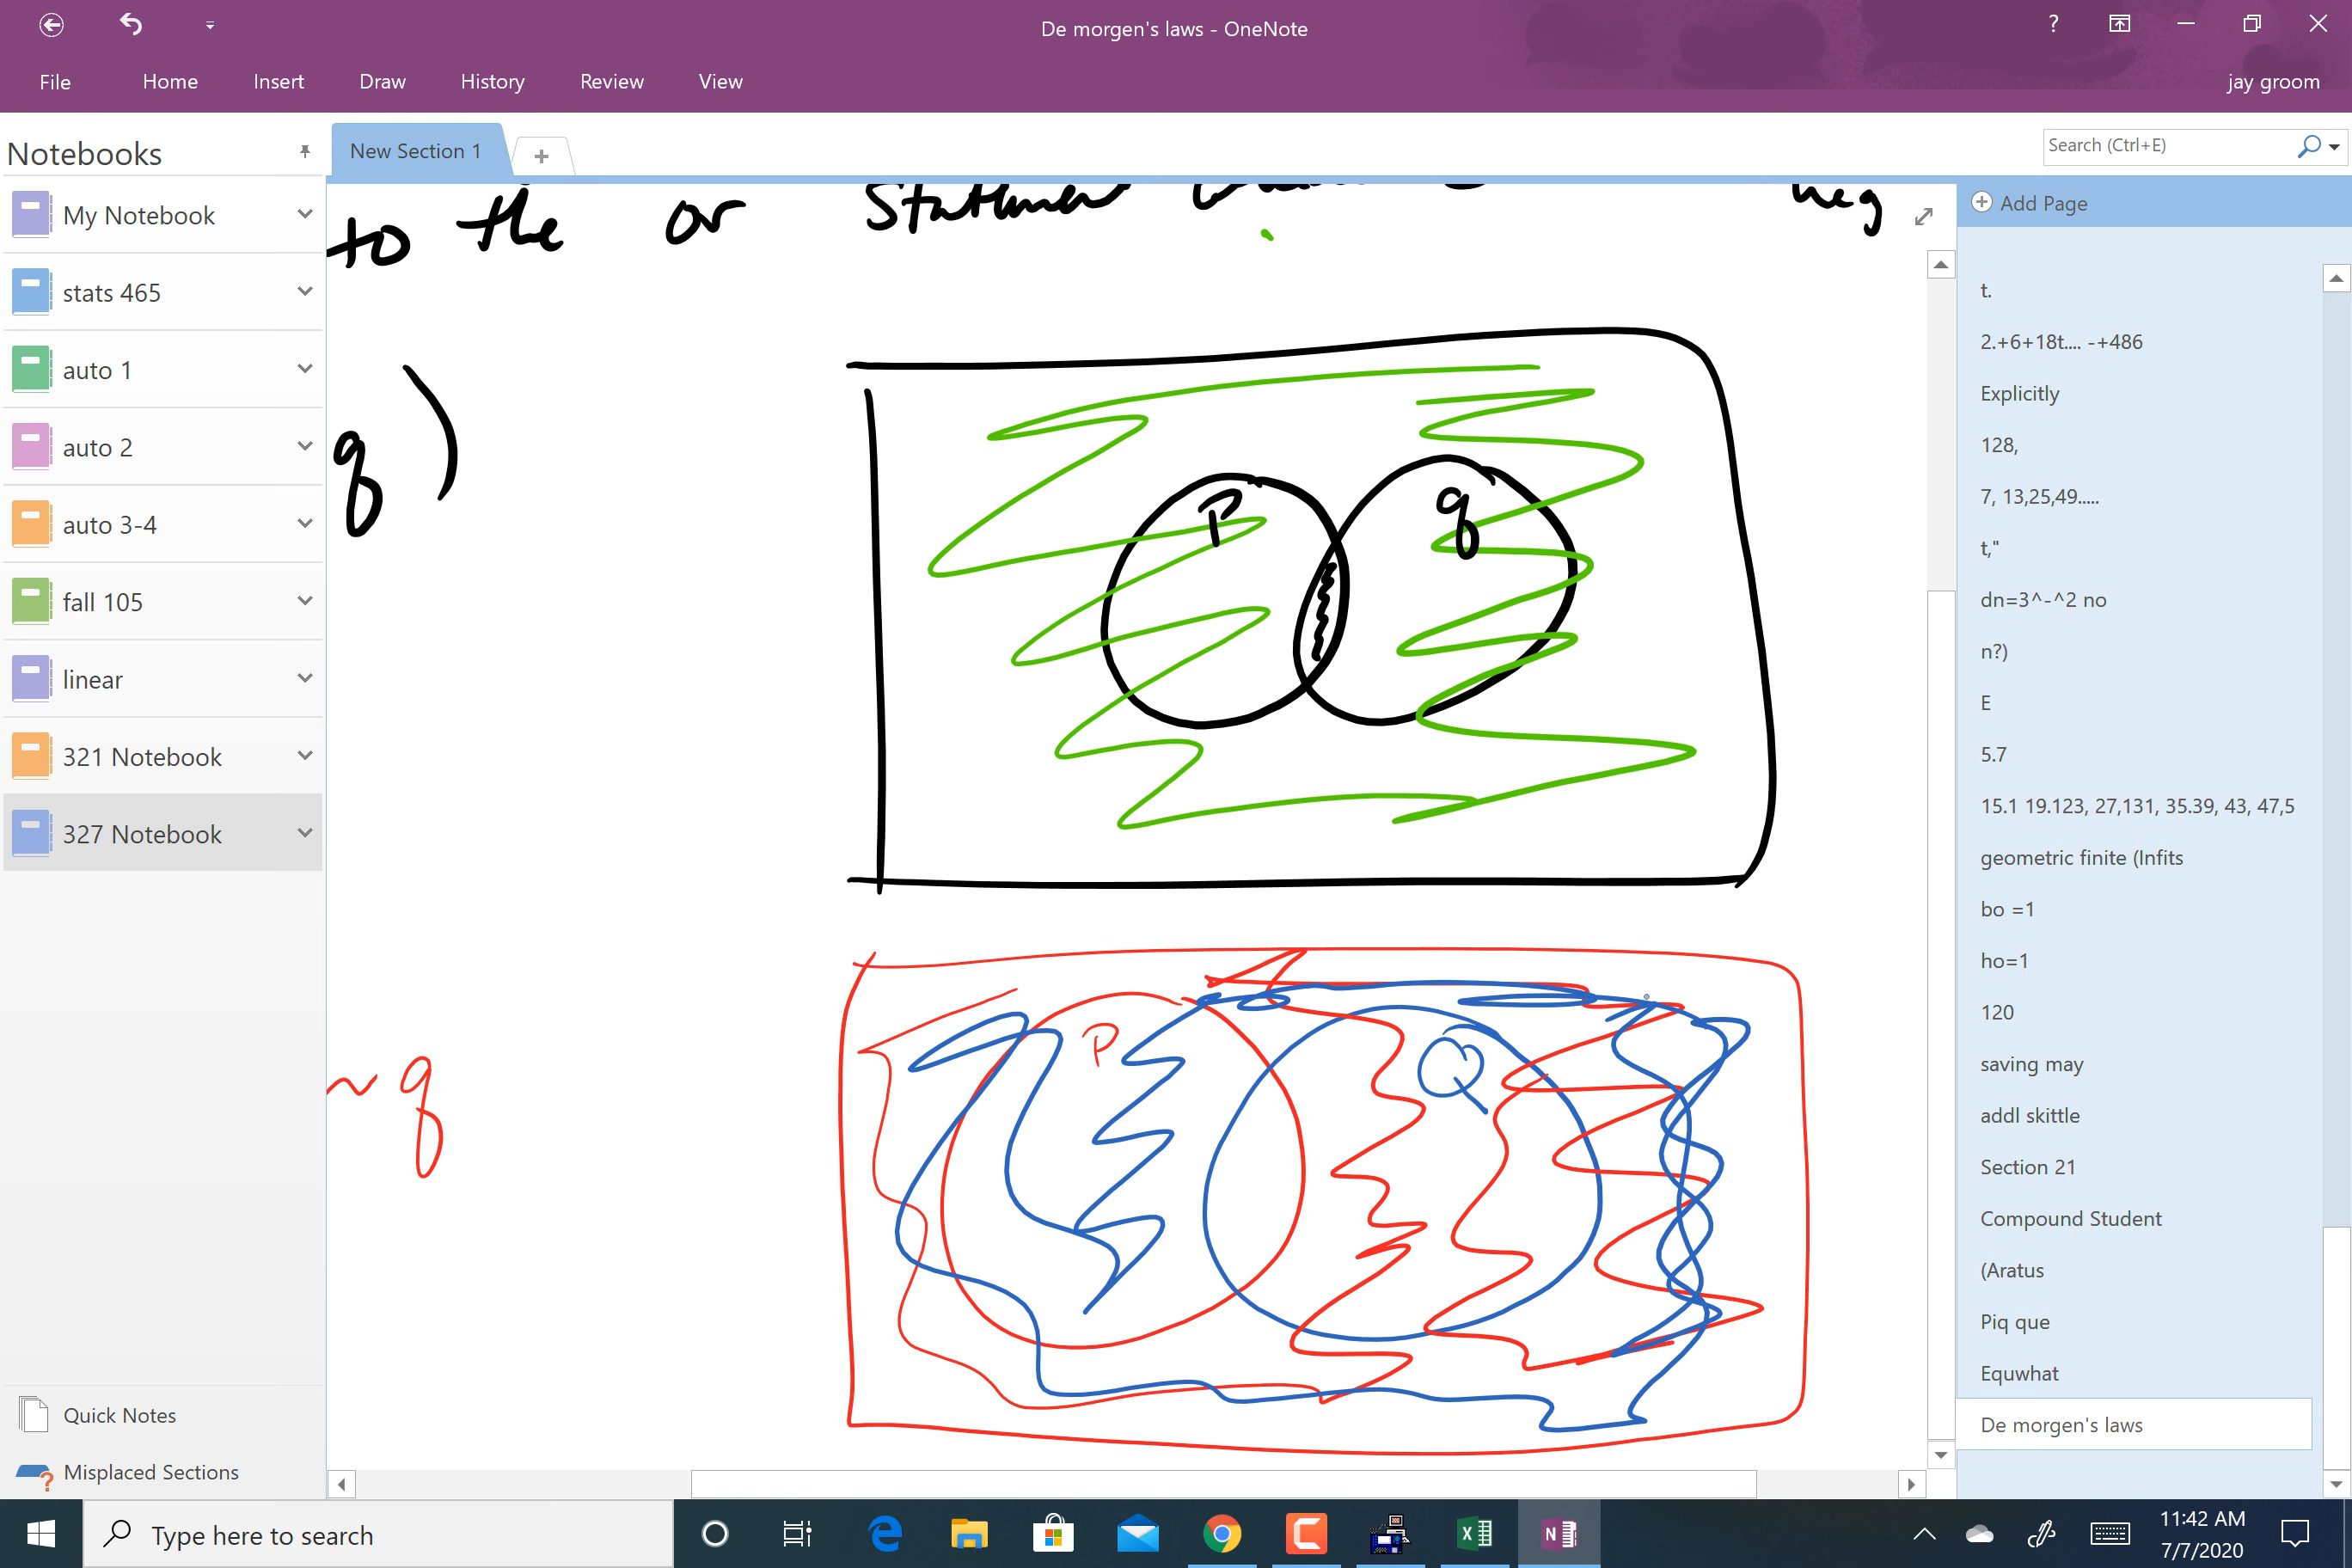 De morgen's laws - OneNote
?
File Home Insert Draw History Review View
jay groom
Notebooks
New Section 1
+
Search (Ctrl+E)
My Notebook
stats 465
auto 1
auto 2
auto 3-4
fall 105
linear
321 Notebook
327 Notebook
Quick Notes
Misplaced Sections
to the or Statement neg
q)
P q
~q
P Q
Add Page
t.
2.+6+18t.... -+486
Explicitly
128,
7, 13,25,49.....
t,"
dn=3^-^2 no
n?)
E
5.7
15.1 19.123, 27,131, 35.39, 43, 47,5
geometric finite (Infits
bo =1
ho=1
120
saving may
addl skittle
Section 21
Compound Student
(Aratus
Piq que
Equwhat
De morgen's laws
Type here to search
11:42 AM
7/7/2020